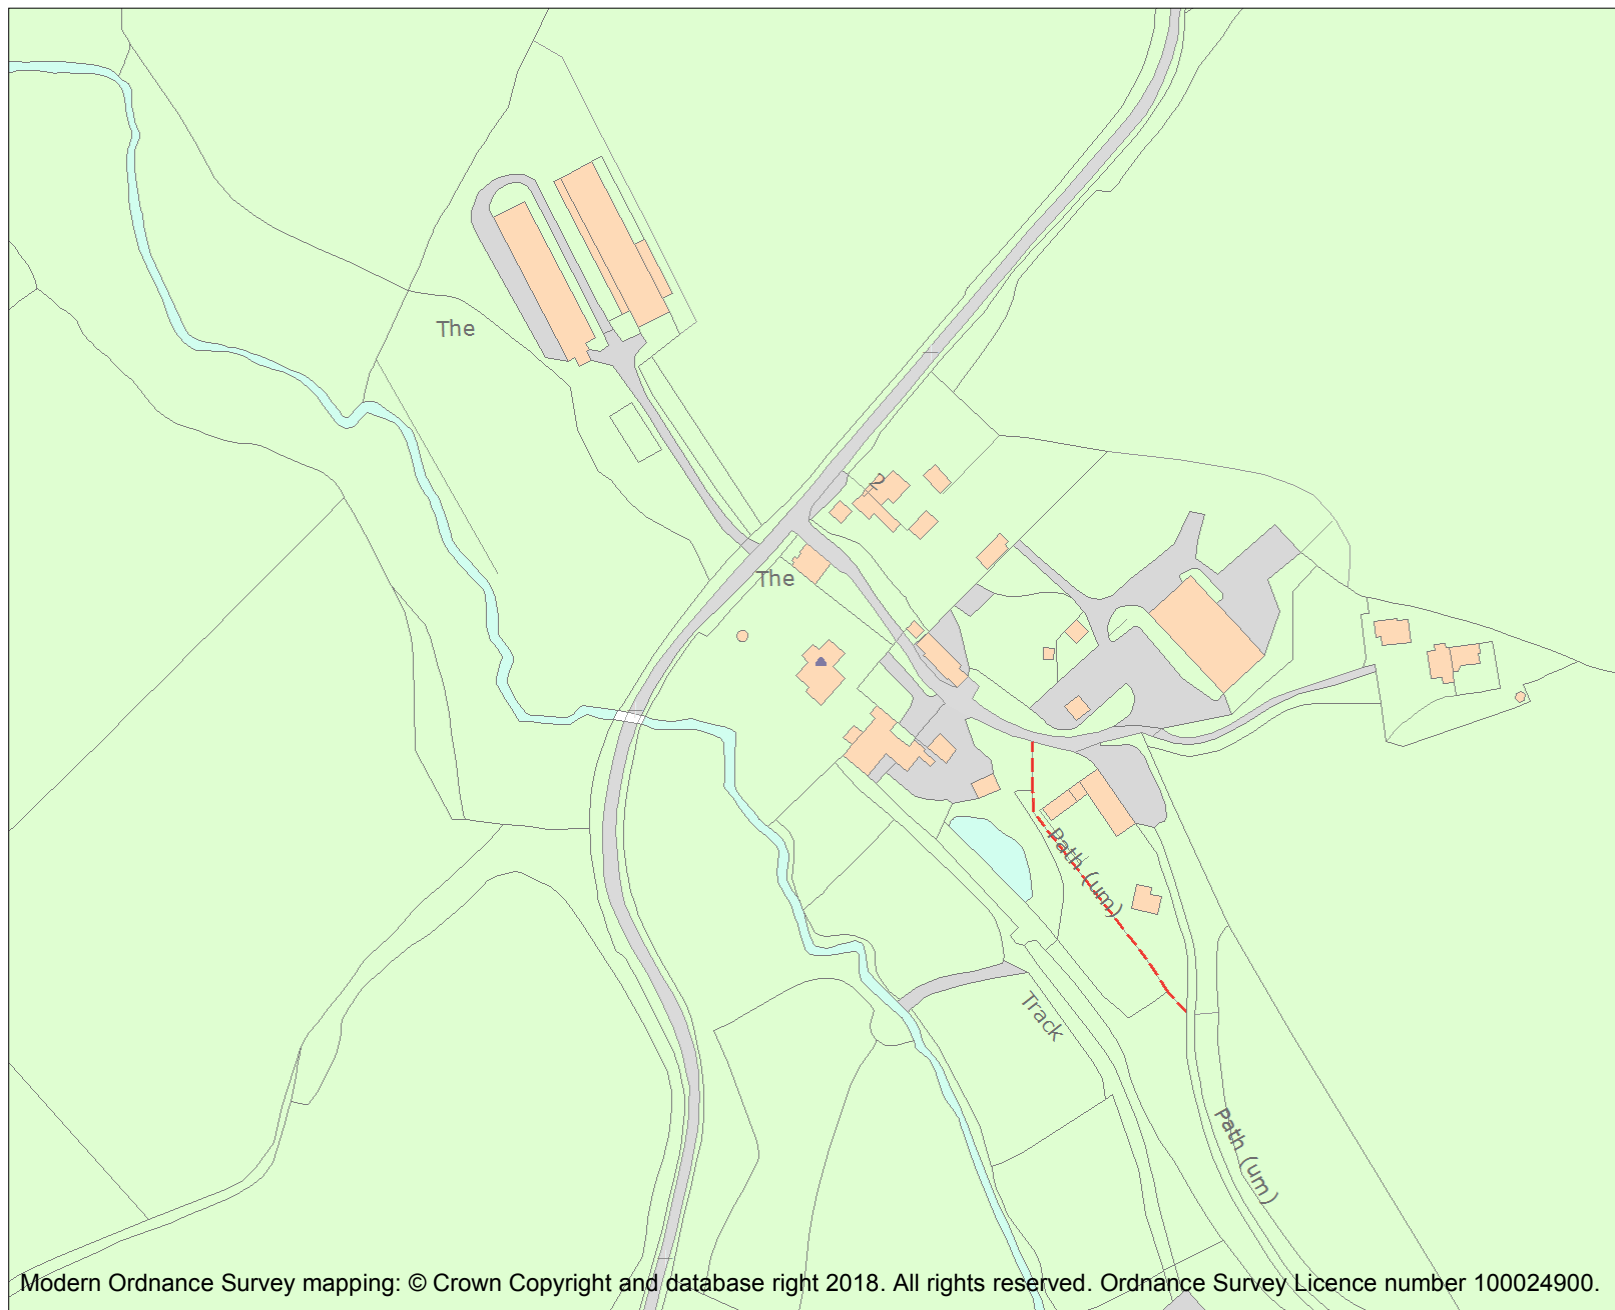 The
2
The
Path (um)
Track
Path (um)
Modern Ordnance Survey mapping: © Crown Copyright and database right 2018. All rights reserved. Ordnance Survey Licence number 100024900.